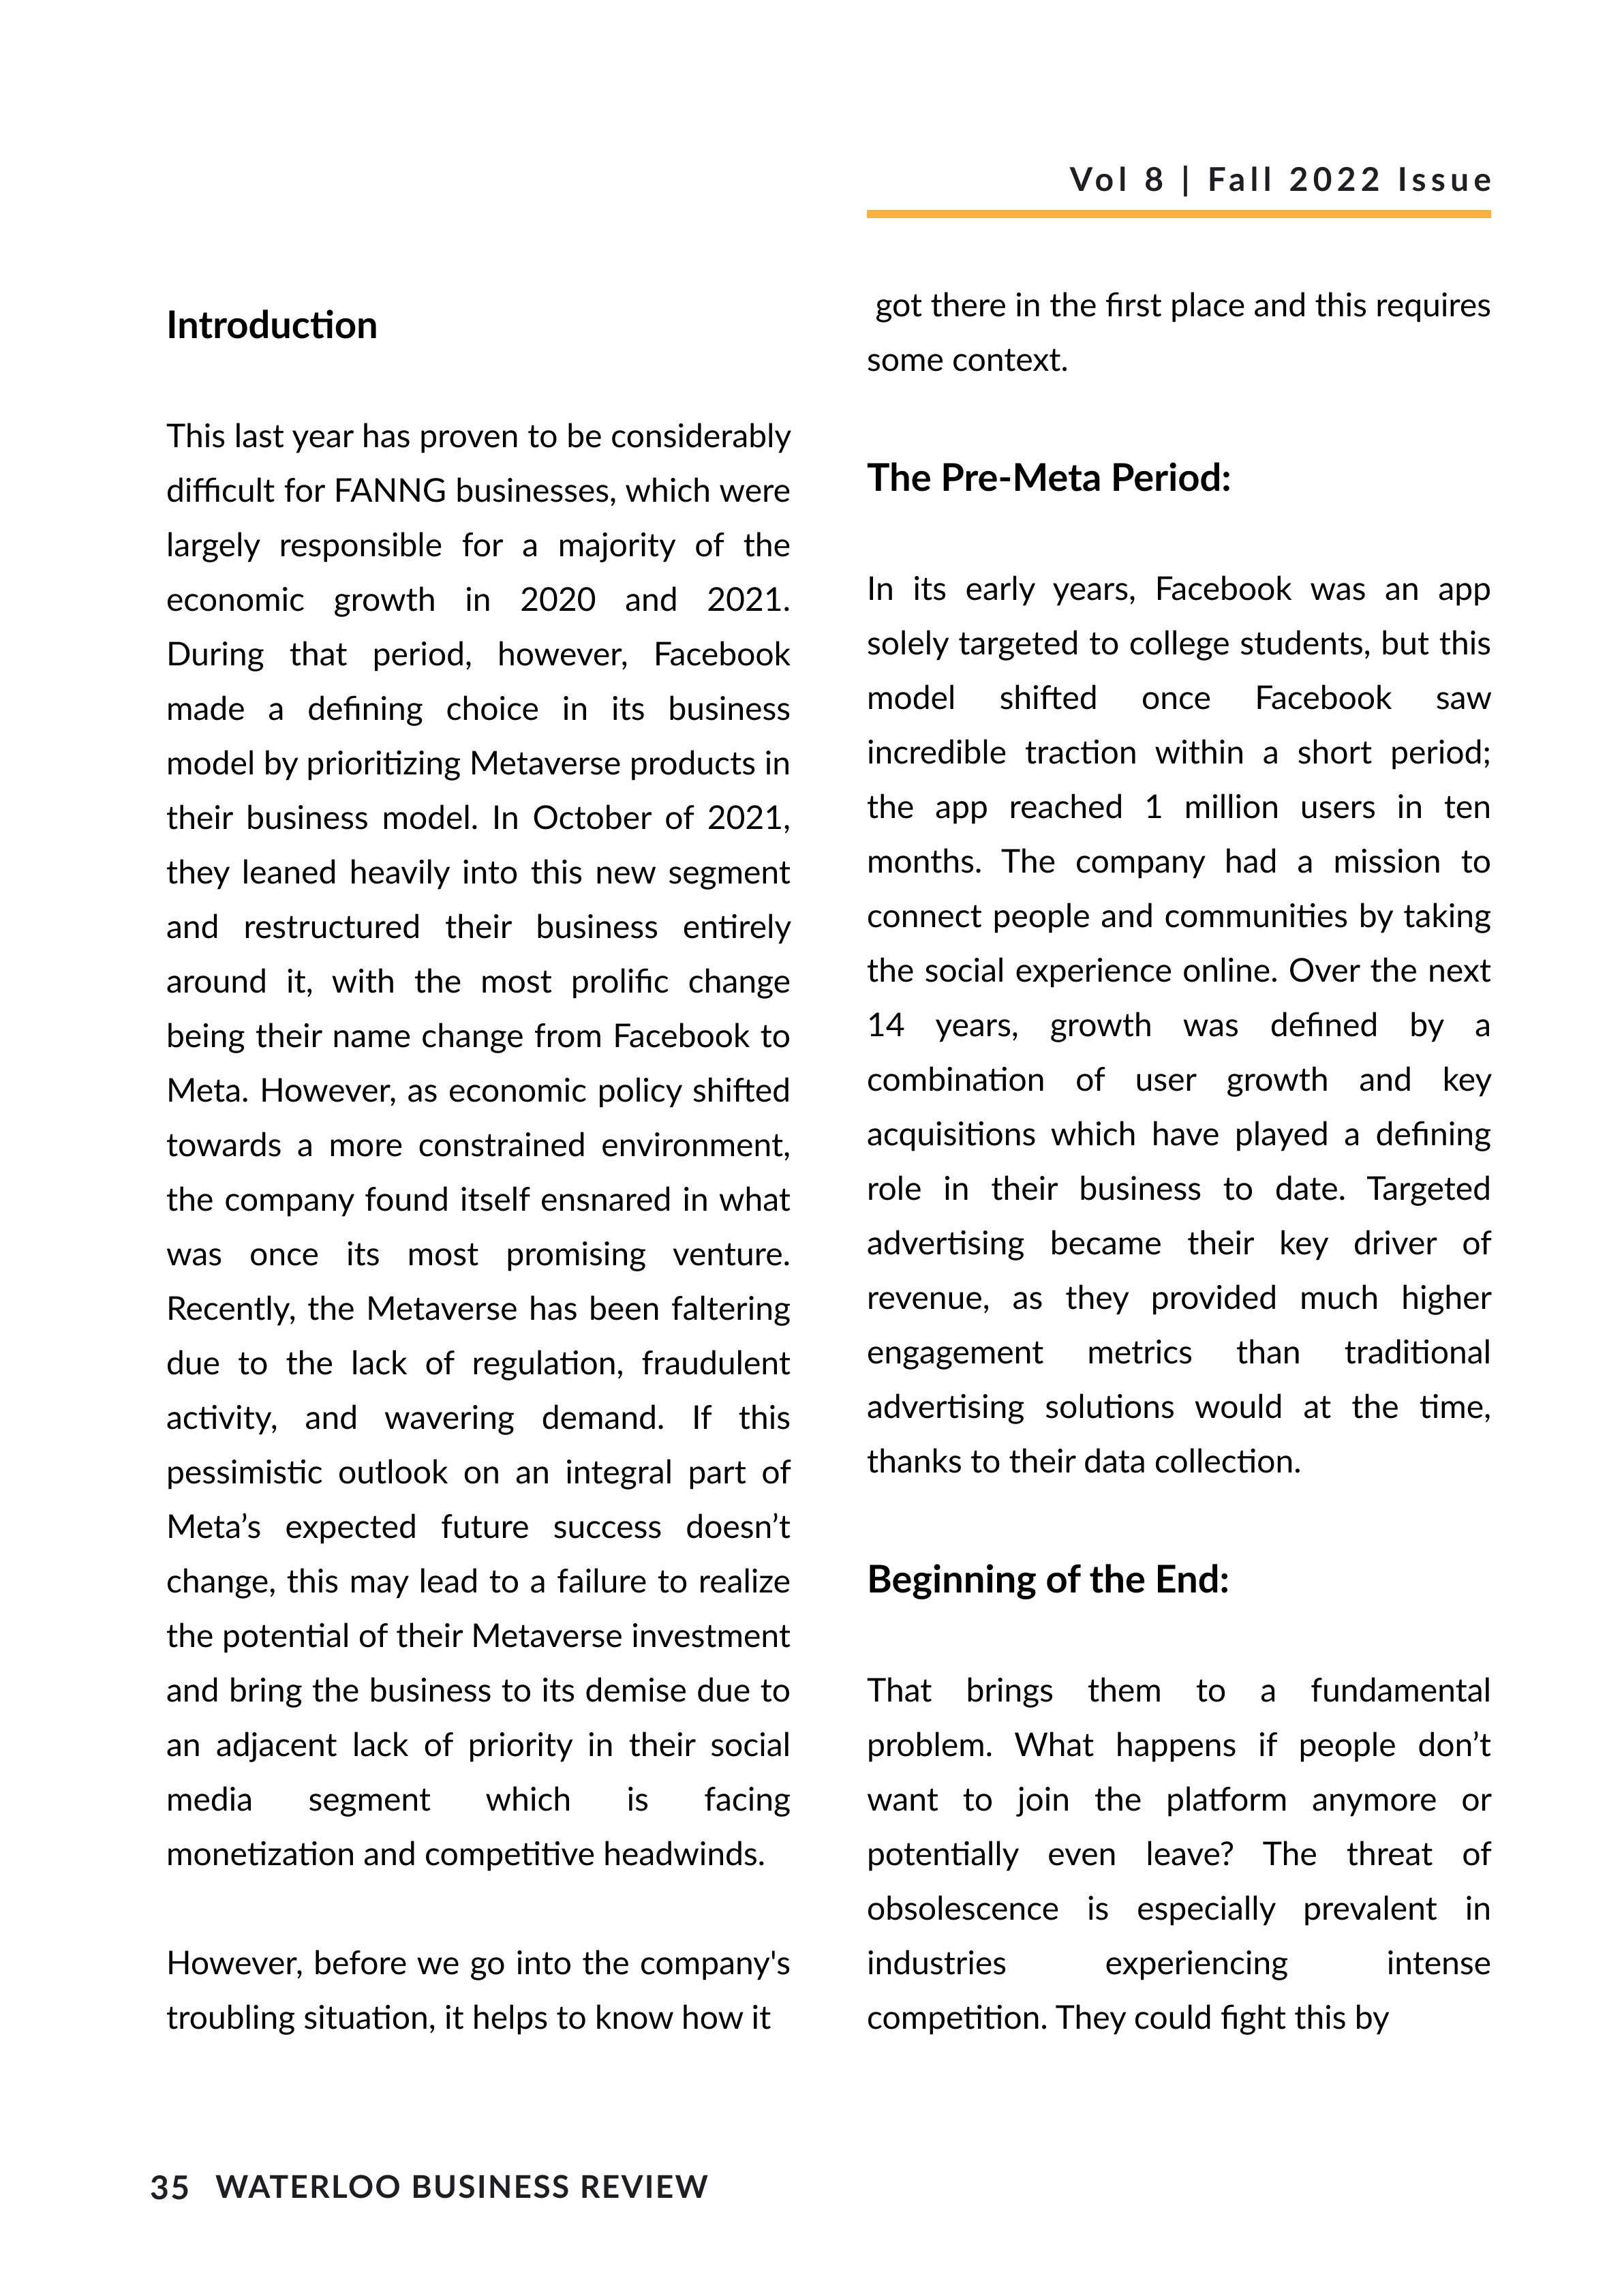 Vol 8 | Fall 2022 Issue
Introduction
This last year has proven to be considerably
difficult for FANNG businesses, which were
largely responsible for a majority of the
economic growth in 2020 and 2021.
During that period, however, Facebook
made a defining choice in its business
model by prioritizing Metaverse products in
their business model. In October of 2021,
they leaned heavily into this new segment
and restructured their business entirely
around it, with the most prolific change
being their name change from Facebook to
Meta. However, as economic policy shifted
towards a more constrained environment,
the company found itself ensnared in what
was once its most promising venture.
Recently, the Metaverse has been faltering
due to the lack of regulation, fraudulent
activity, and wavering demand. If this
pessimistic outlook on an integral part of
Meta’s expected future success doesn’t
change, this may lead to a failure to realize
the potential of their Metaverse investment
and bring the business to its demise due to
an adjacent lack of priority in their social
media segment which is facing
monetization and competitive headwinds.
However, before we go into the company's
troubling situation, it helps to know how it
got there in the first place and this requires
some context.
The Pre-Meta Period:
In its early years, Facebook was an app
solely targeted to college students, but this
model shifted once Facebook saw
incredible traction within a short period;
the app reached 1 million users in ten
months. The company had a mission to
connect people and communities by taking
the social experience online. Over the next
14 years, growth was defined by a
combination of user growth and key
acquisitions which have played a defining
role in their business to date. Targeted
advertising became their key driver of
revenue, as they provided much higher
engagement metrics than traditional
advertising solutions would at the time,
thanks to their data collection.
Beginning of the End:
That brings them to a fundamental
problem. What happens if people don’t
want to join the platform anymore or
potentially even leave? The threat of
obsolescence is especially prevalent in
industries experiencing intense
competition. They could fight this by
35 WATERLOO BUSINESS REVIEW